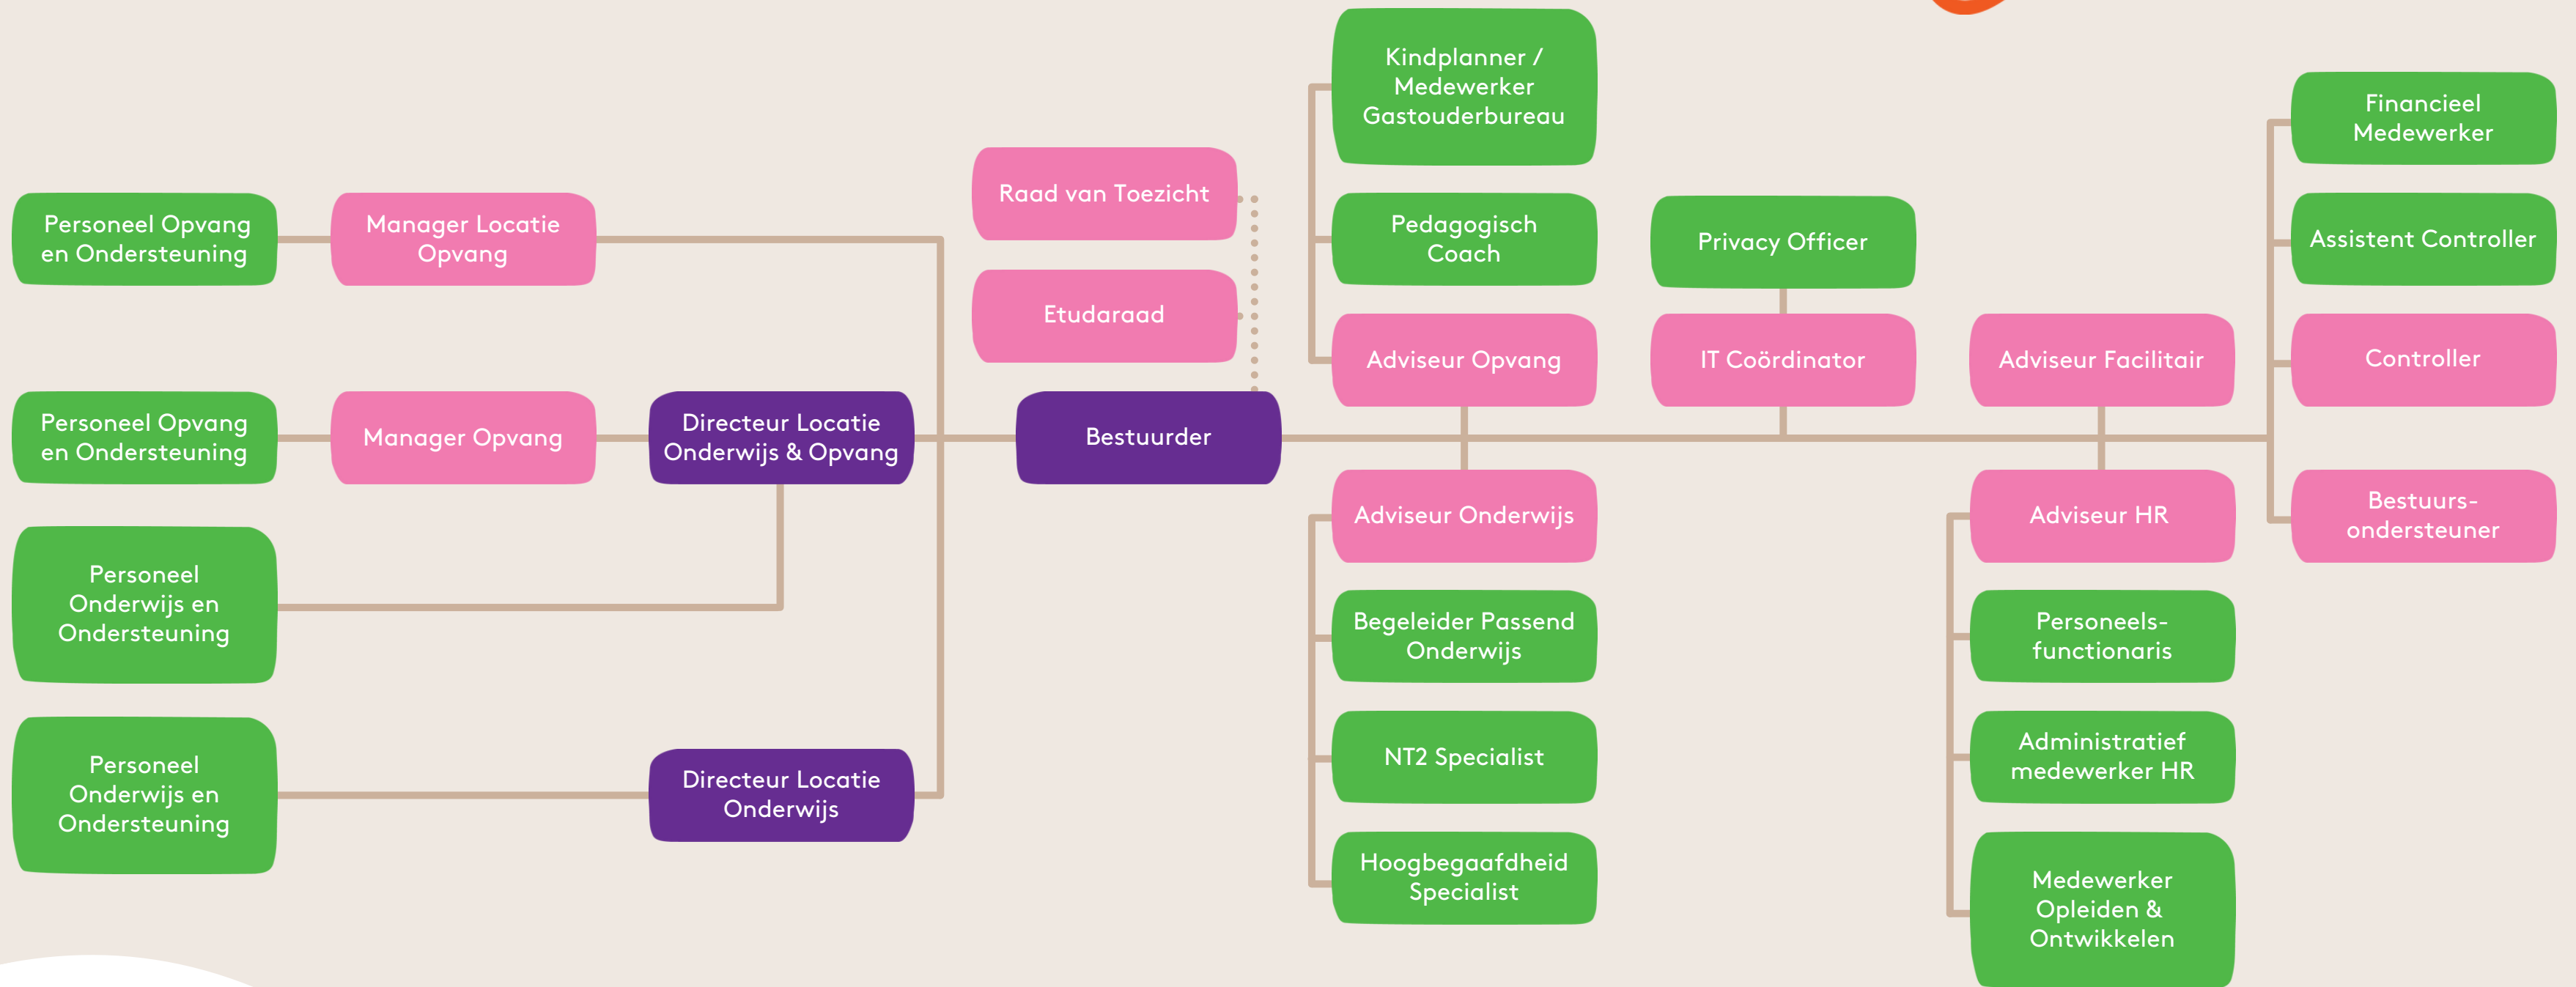 Personeel Opvang
en Ondersteuning
Manager Locatie
Opvang
Personeel Opvang
en Ondersteuning
Manager Opvang
Directeur Locatie
Onderwijs & Opvang
Personeel
Onderwijs en
Ondersteuning
Personeel
Onderwijs en
Ondersteuning
Directeur Locatie
Onderwijs
Raad van Toezicht
Etudaraad
Bestuurder
Kindplanner /
Medewerker
Gastouderbureau
Pedagogisch
Coach
Adviseur Opvang
Adviseur Onderwijs
Begeleider Passend
Onderwijs
NT2 Specialist
Hoogbegaafdheid
Specialist
Privacy Officer
IT Coördinator
Adviseur Facilitair
Adviseur HR
Personeels-
functionaris
Administratief
medewerker HR
Medewerker
Opleiden &
Ontwikkelen
Financieel
Medewerker
Assistent Controller
Controller
Bestuurs-
ondersteuner